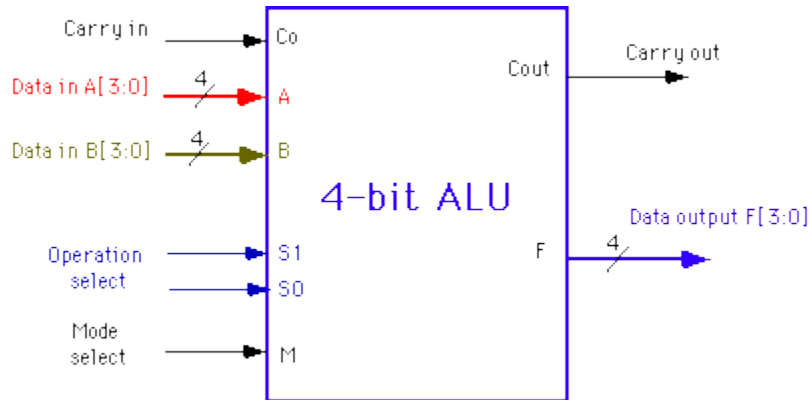 Carry in
Co
Cout
Carry out
Data in A[3:0]
4
A
Data in B[3:0]
4
B
4-bit ALU
Data output F[3:0]
Operation
select
S1
S0
F
4
Mode
select
M